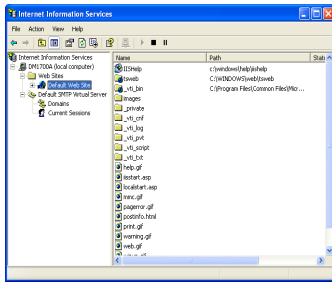 Internet Information Services
File Action View Help
Internet Information Services
DM1700A (local computer)
Web Sites
Default Web Site
Default SMTP Virtual Server
Domains
Current Sessions
Name Path Stat
IISHelp c:\windows\help\iishelp
tsweb C:\WINDOWS\web\tsweb
_vti_bin C:\Program Files\Common Files\Micr...
images
_private
_vti_cnf
_vti_log
_vti_pvt
_vti_script
_vti_txt
help.gif
iisstart.asp
localstart.asp
mmc.gif
pagerror.gif
postinfo.html
print.gif
warning.gif
web.gif